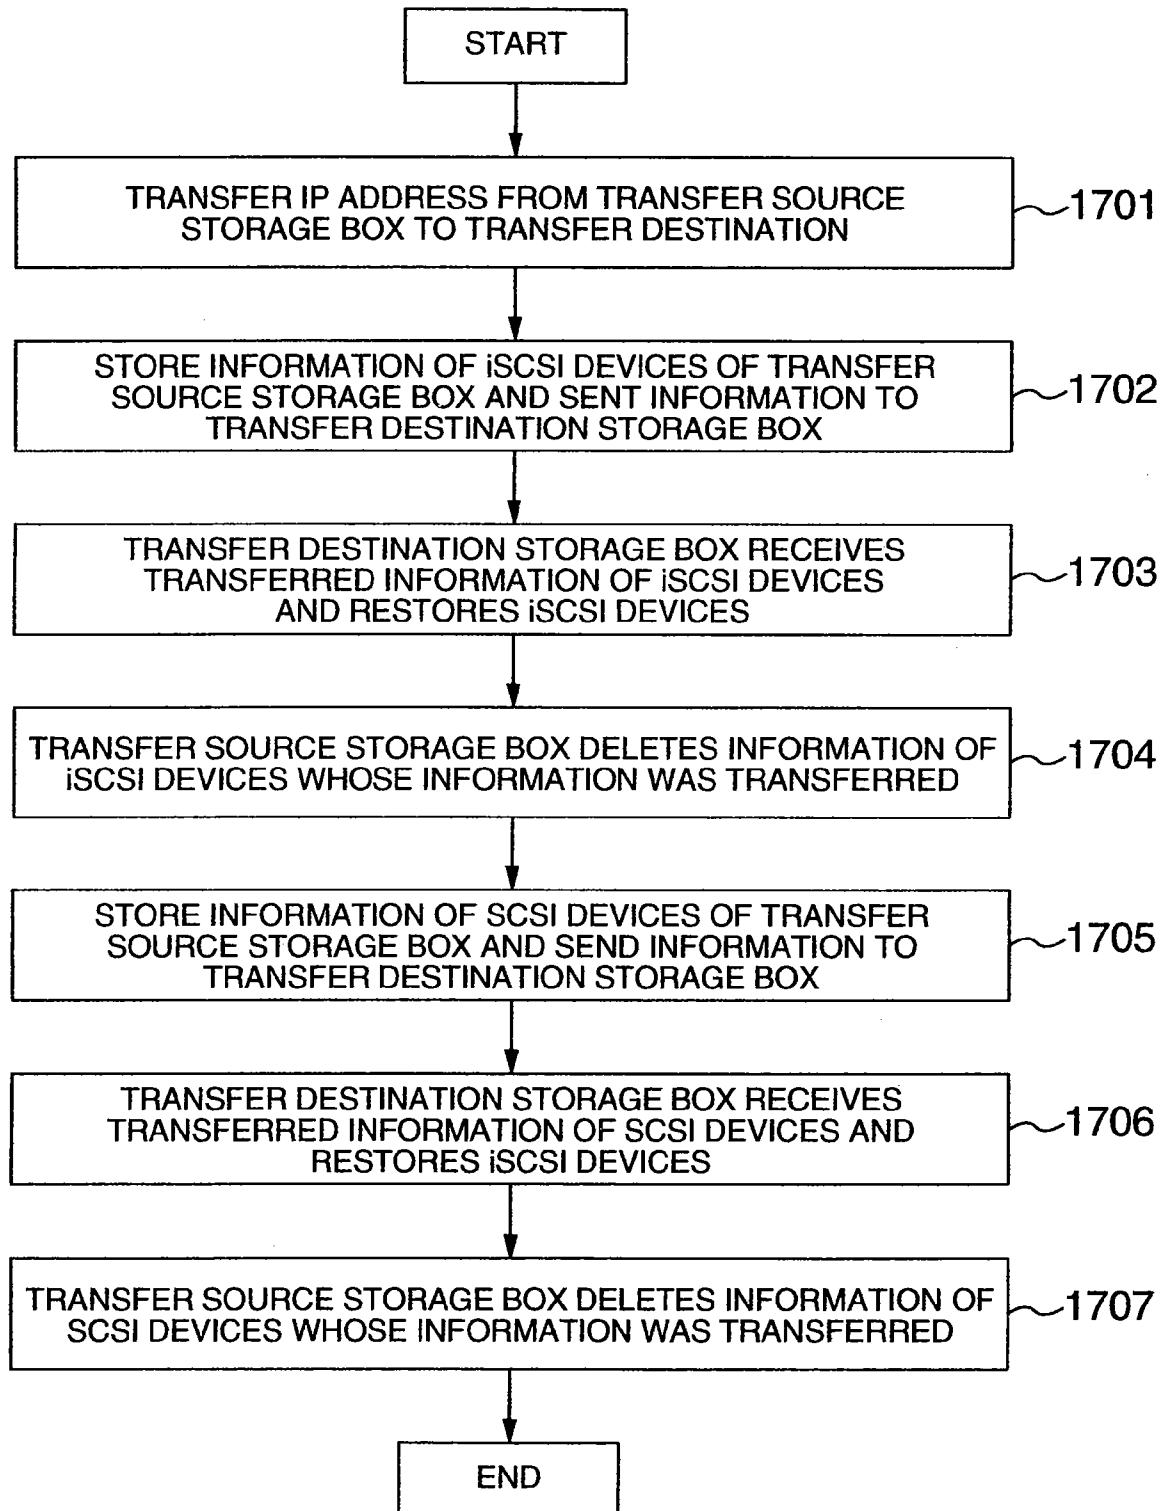 START
TRANSFER IP ADDRESS FROM TRANSFER SOURCE
STORAGE BOX TO TRANSFER DESTINATION
1701
STORE INFORMATION OF iSCSI DEVICES OF TRANSFER
SOURCE STORAGE BOX AND SENT INFORMATION TO
TRANSFER DESTINATION STORAGE BOX
1702
TRANSFER DESTINATION STORAGE BOX RECEIVES
TRANSFERRED INFORMATION OF iSCSI DEVICES
AND RESTORES iSCSI DEVICES
1703
TRANSFER SOURCE STORAGE BOX DELETES INFORMATION OF
iSCSI DEVICES WHOSE INFORMATION WAS TRANSFERRED
1704
STORE INFORMATION OF SCSI DEVICES OF TRANSFER
SOURCE STORAGE BOX AND SEND INFORMATION TO
TRANSFER DESTINATION STORAGE BOX
1705
TRANSFER DESTINATION STORAGE BOX RECEIVES
TRANSFERRED INFORMATION OF SCSI DEVICES AND
RESTORES iSCSI DEVICES
1706
TRANSFER SOURCE STORAGE BOX DELETES INFORMATION OF
SCSI DEVICES WHOSE INFORMATION WAS TRANSFERRED
1707
END